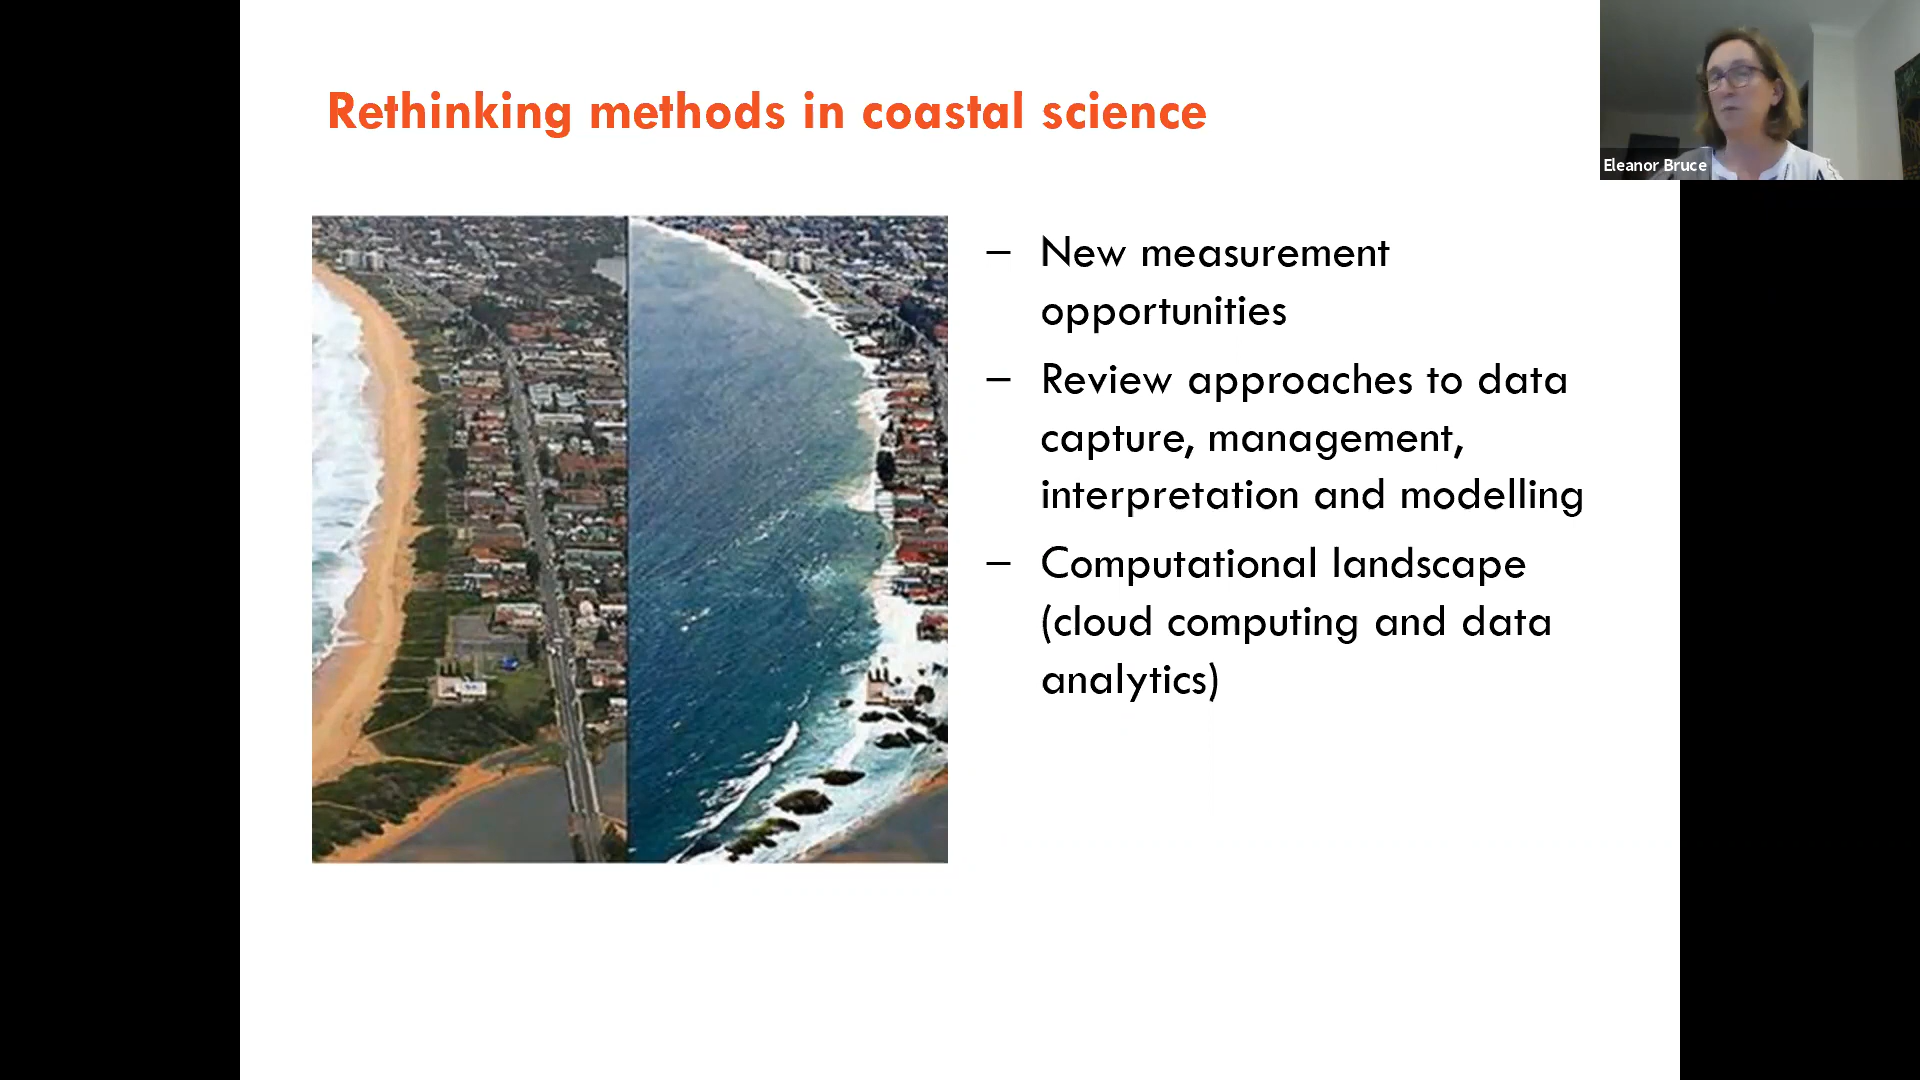 Rethinking methods in coastal science
Eleanor Bruce
– New measurement
opportunities
– Review approaches to data
capture, management,
interpretation and modelling
– Computational landscape
(cloud computing and data
analytics)